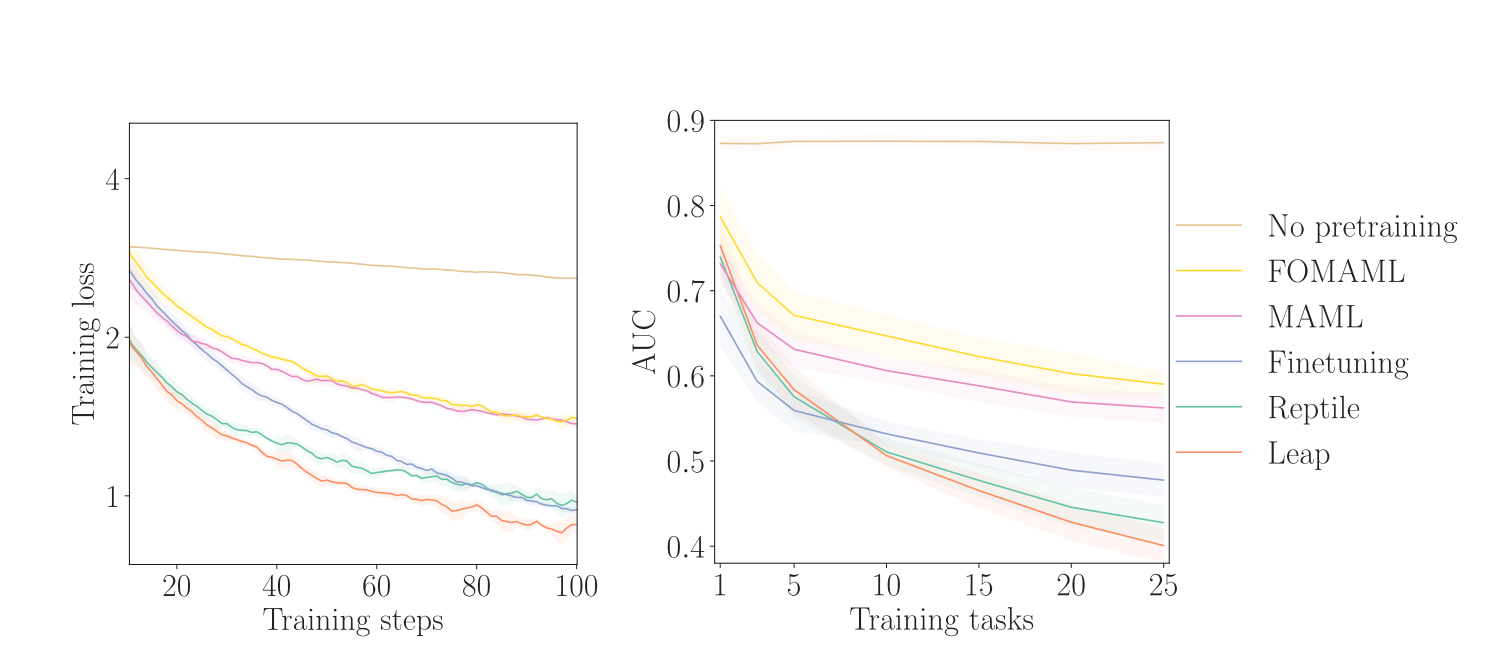 4
2
1
20 40 60 80 100
Training steps
Training loss
0.9
0.8
0.7
0.6
0.5
0.4
1 5 10 15 20 25
Training tasks
AUC
No pretraining
FOMAML
MAML
Finetuning
Reptile
Leap